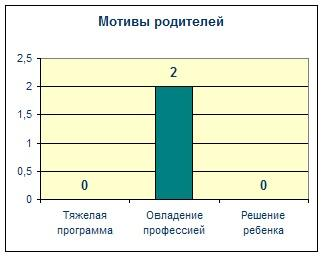 Мотивы родителей
2,5
2
1,5
1
0,5
0
0
2
0
Тяжелая программа
Овладение профессией
Решение ребенка